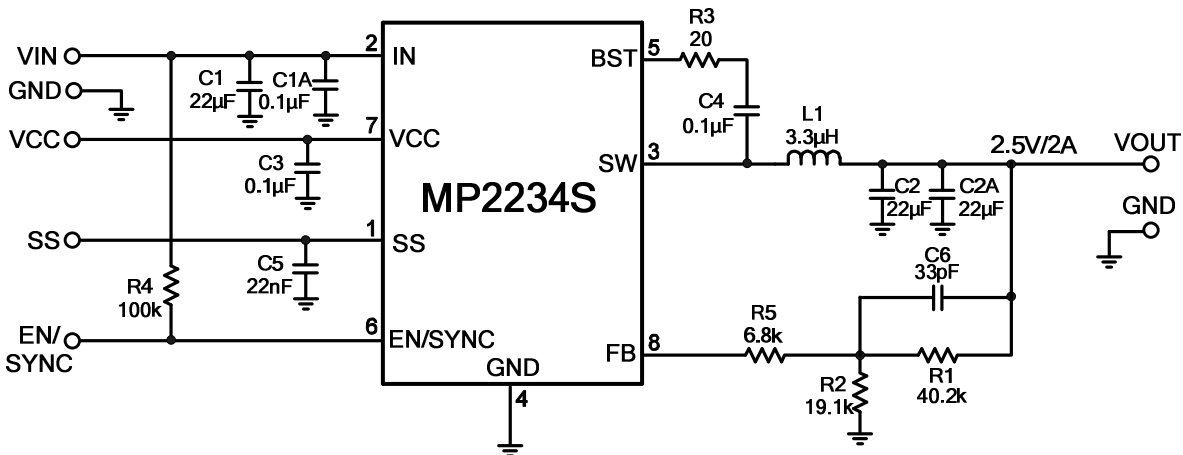 VIN
GND
VCC
SS
EN/
SYNC
R4
100k
C1
22µF
C1A
0.1µF
C3
0.1µF
C5
22nF
2
7
1
6
IN
VCC
SS
EN/SYNC
MP2234S
GND
4
BST
SW
FB
5
3
8
R3
20
C4
0.1µF
L1
3.3µH
2.5V/2A
VOUT
GND
C2
22µF
C2A
22µF
C6
33pF
R5
6.8k
R2
19.1k
R1
40.2k